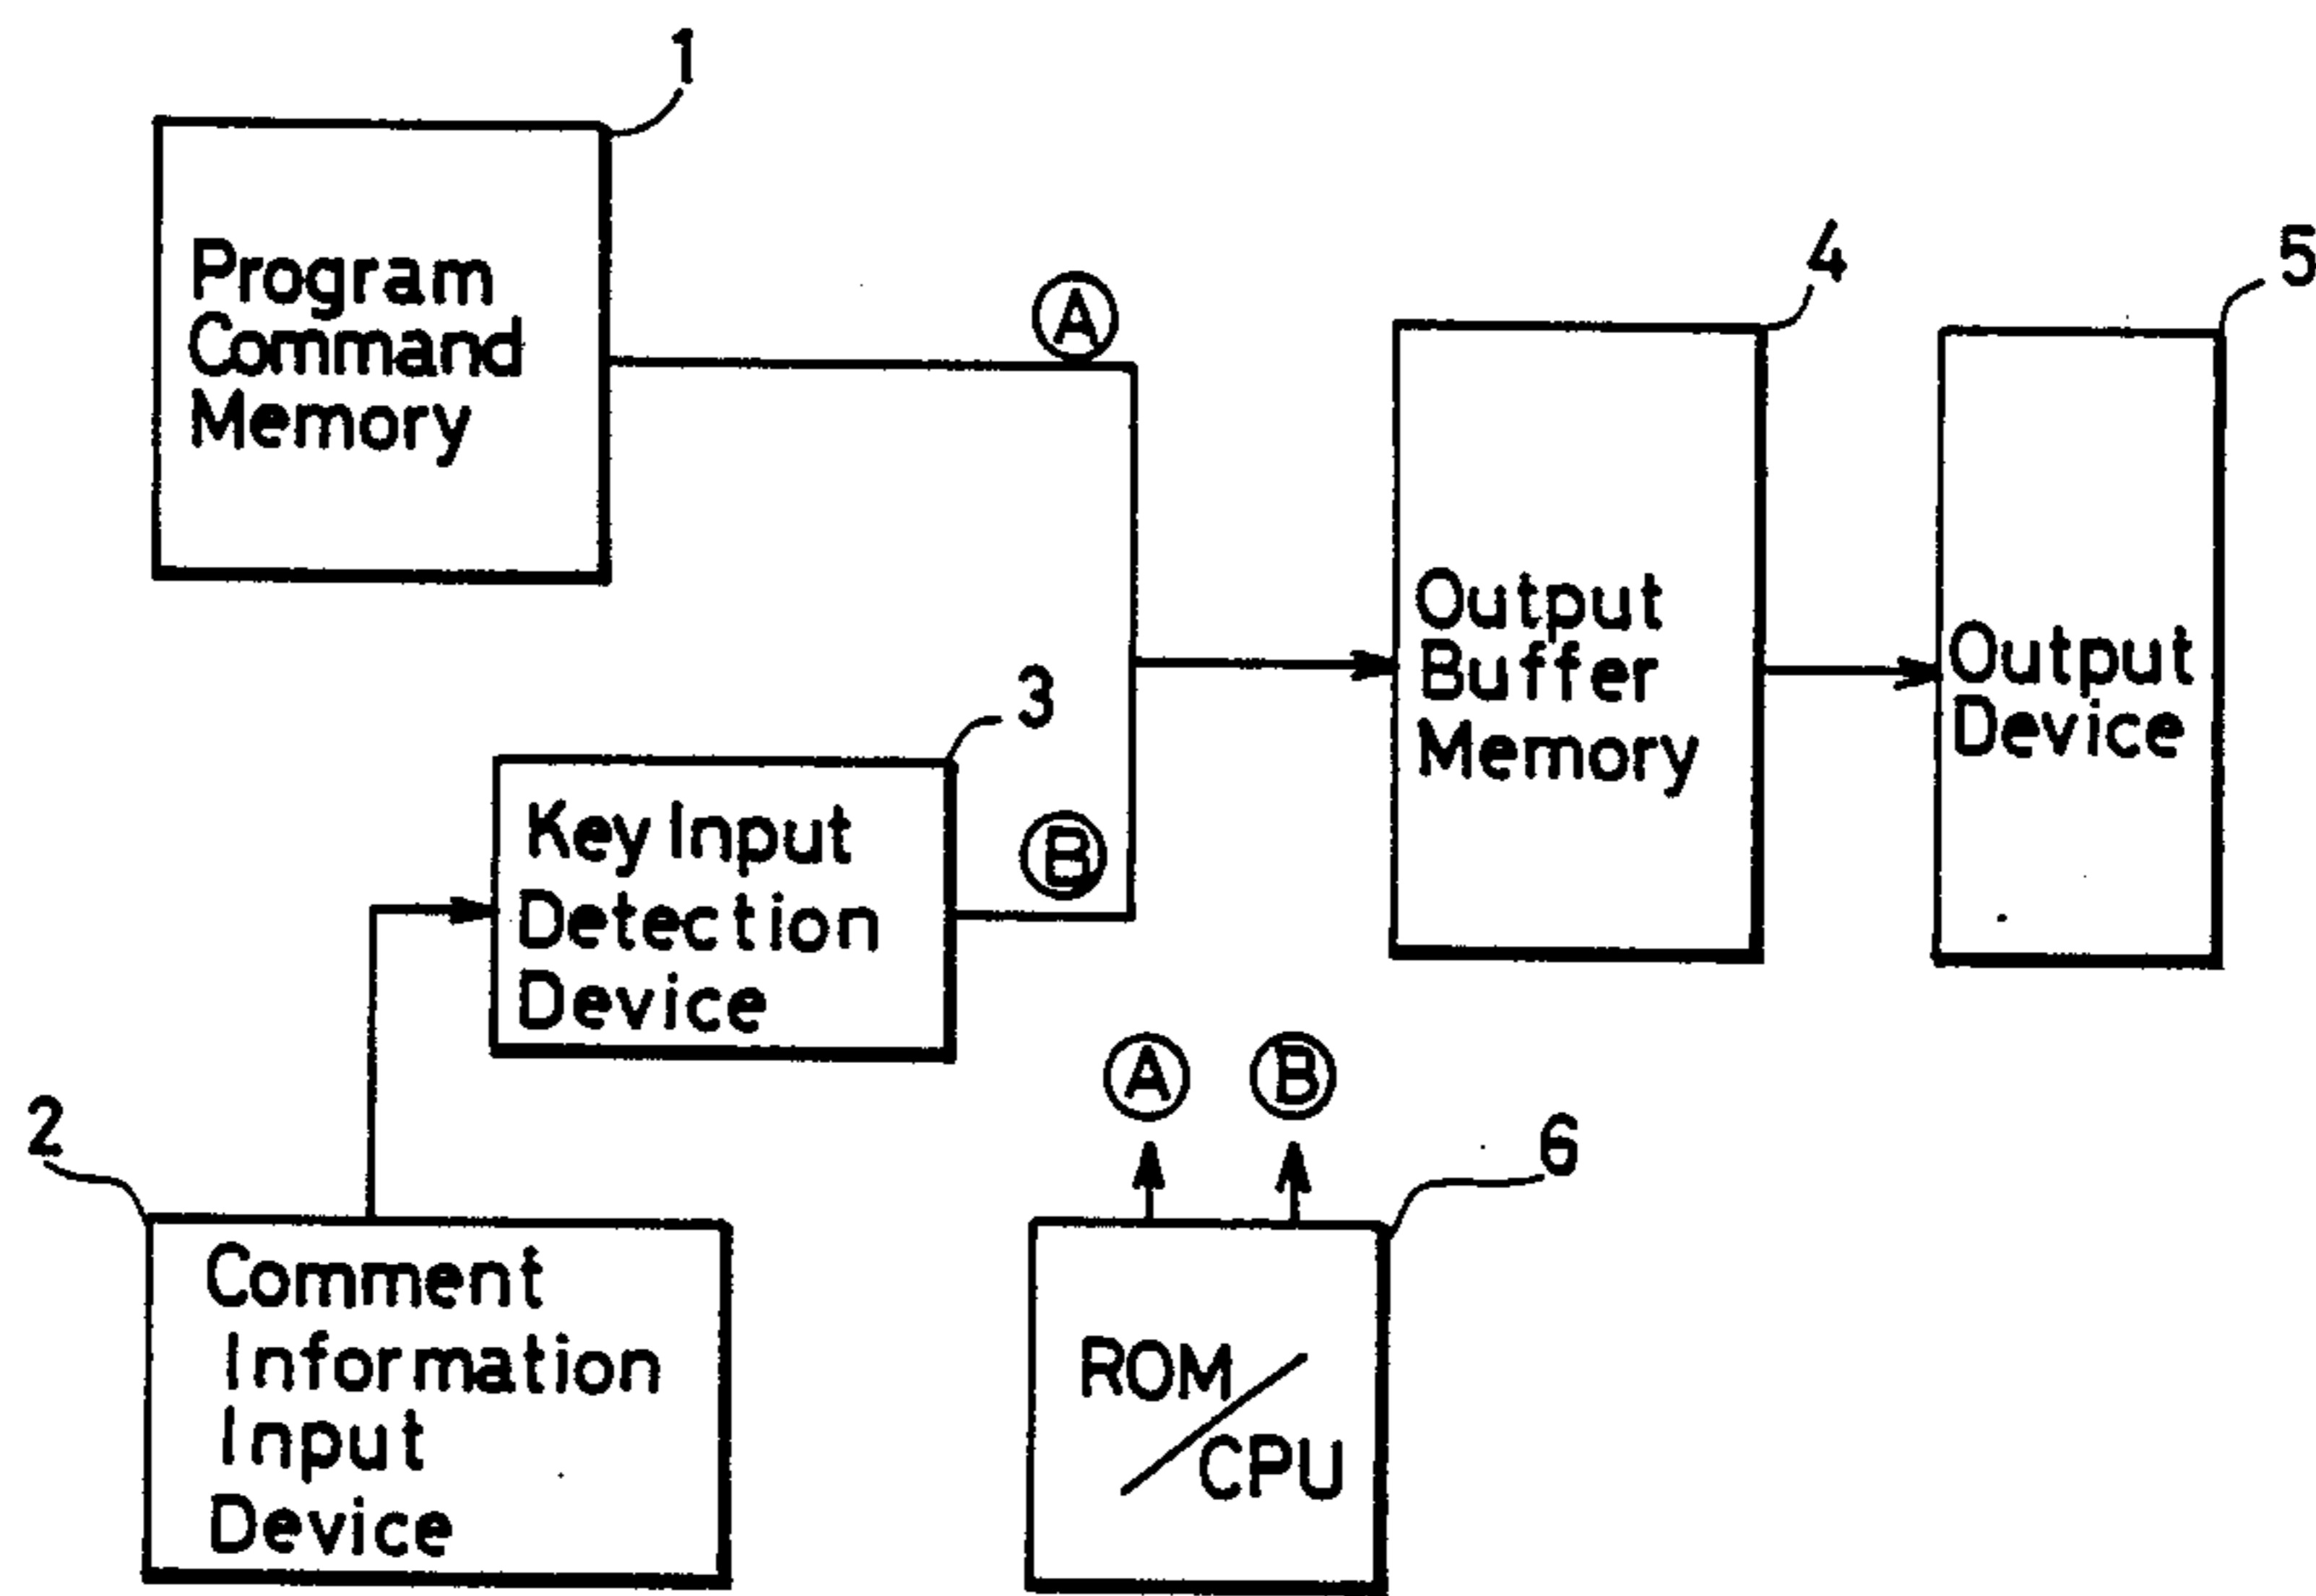 1
Program
Command
Memory
A
4
5
Output
Buffer
Memory
Output
Device
3
Key Input
Detection
Device
B
A
B
2
6
Comment
Information
Input
Device
ROM/CPU